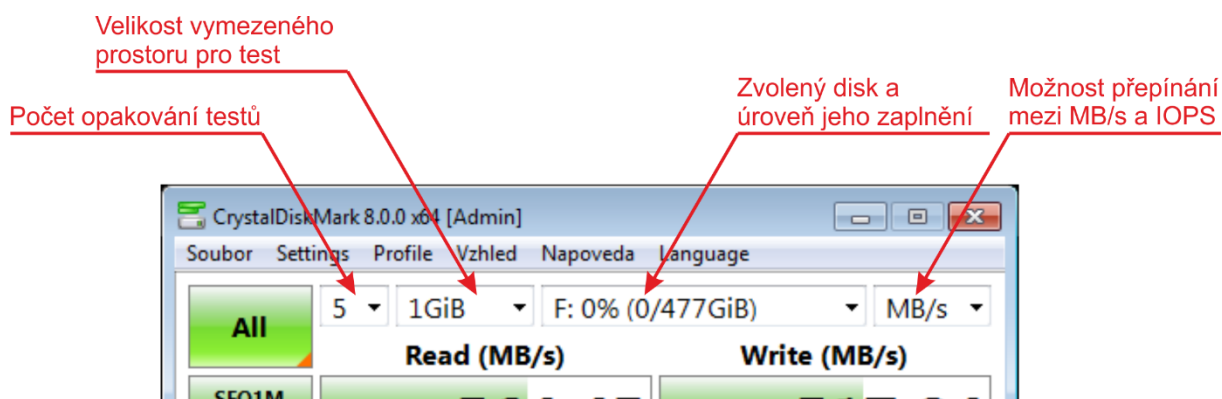 Velikost vymezeného
prostoru pro test
Zvolený disk a
úroveň jeho zaplnění
Možnost přepínání
mezi MB/s a IOPS
Počet opakování testů
CrystalDiskMark 8.0.0 x64 [Admin]
Soubor Settings Profile Vzhled Napoveda Language
All 5 1GiB F: 0% (0/477GiB) MB/s
Read (MB/s) Write (MB/s)
SEQ1M